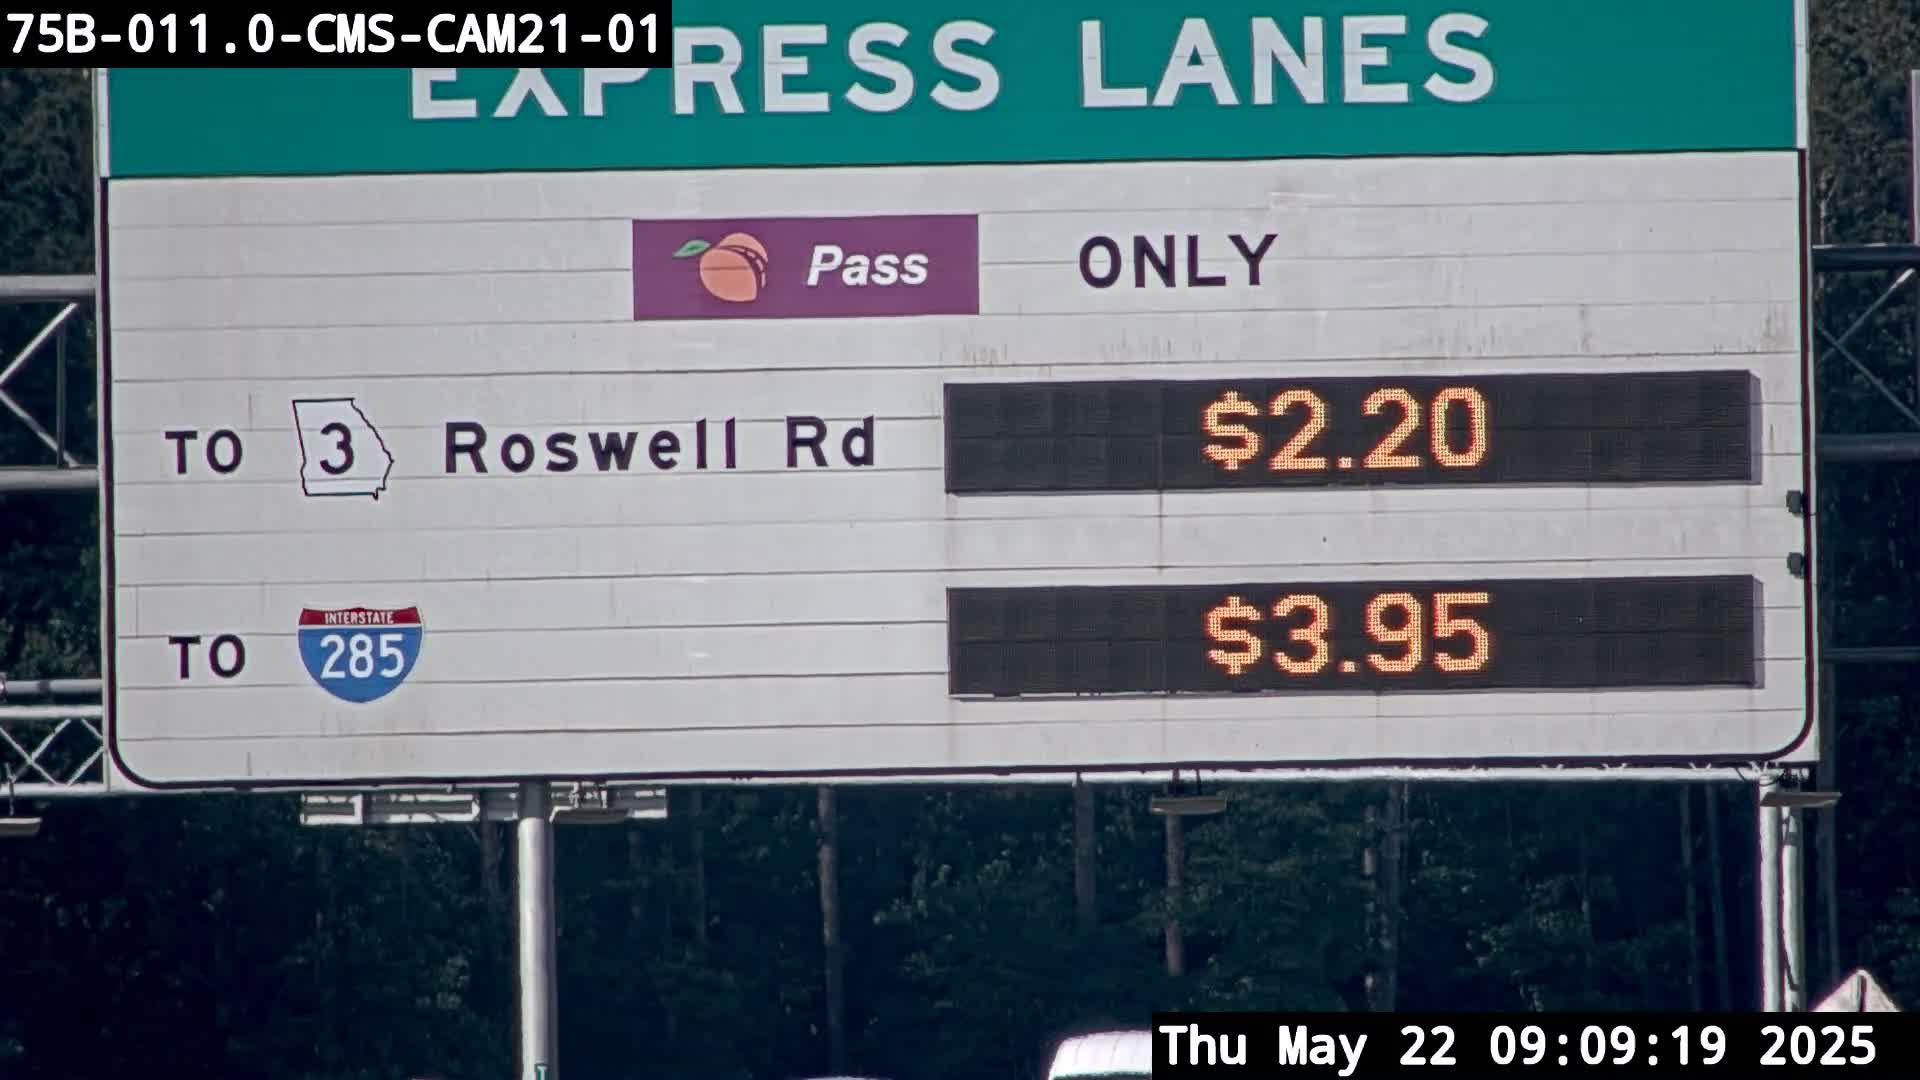 75B-011.0-CMS-CAM21-01
EXPRESS LANES
Pass ONLY
TO 3 Roswell Rd $2.20
INTERSTATE
TO 285 $3.95
Thu May 22 09:09:19 2025